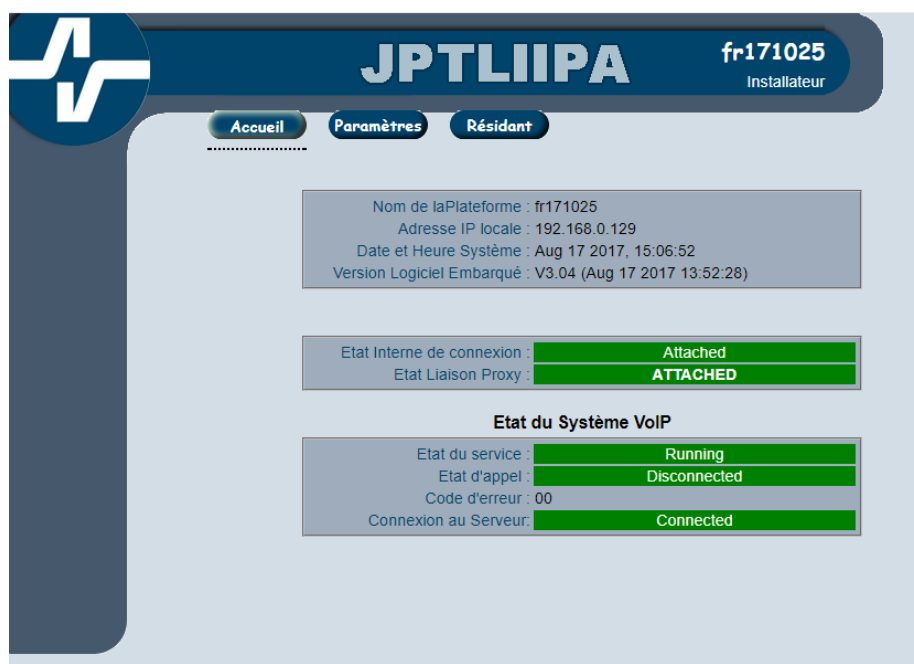 JPTLIIPA
fr171025
Installateur
Accueil Paramètres Résidant
Nom de laPlateforme : fr171025
Adresse IP locale : 192.168.0.129
Date et Heure Système : Aug 17 2017, 15:06:52
Version Logiciel Embarqué : V3.04 (Aug 17 2017 13:52:28)
Etat Interne de connexion : Attached
Etat Liaison Proxy : ATTACHED
Etat du Système VoIP
Etat du service : Running
Etat d'appel : Disconnected
Code d'erreur : 00
Connexion au Serveur: Connected